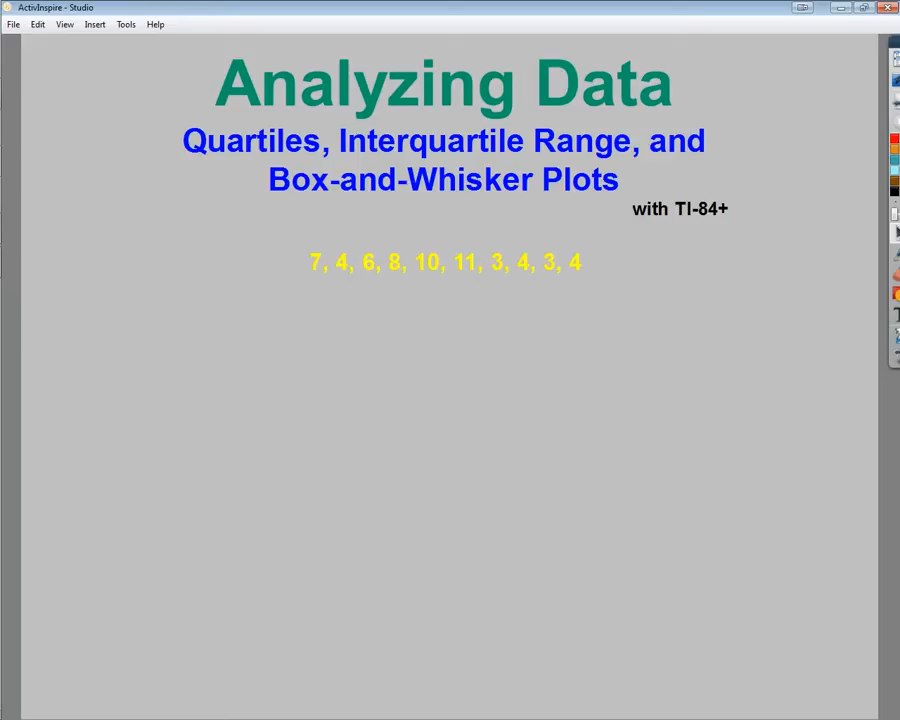 ActivInspire - Studio
File Edit View Insert Tools Help
Analyzing Data
Quartiles, Interquartile Range, and
Box-and-Whisker Plots
with TI-84+
7, 4, 6, 8, 10, 11, 3, 4, 3, 4